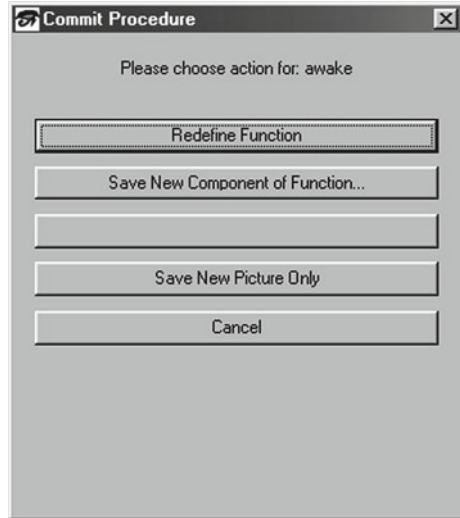 Commit Procedure
Please choose action for: awake
Redefine Function
Save New Component of Function...
Save New Picture Only
Cancel